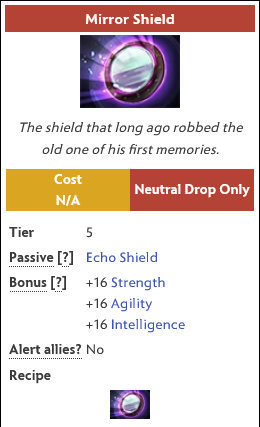 Mirror Shield
The shield that long ago robbed the
old one of his first memories.
Cost
N/A
Neutral Drop Only
Tier 5
Passive [?] Echo Shield
Bonus [?] +16 Strength
+16 Agility
+16 Intelligence
Alert allies? No
Recipe